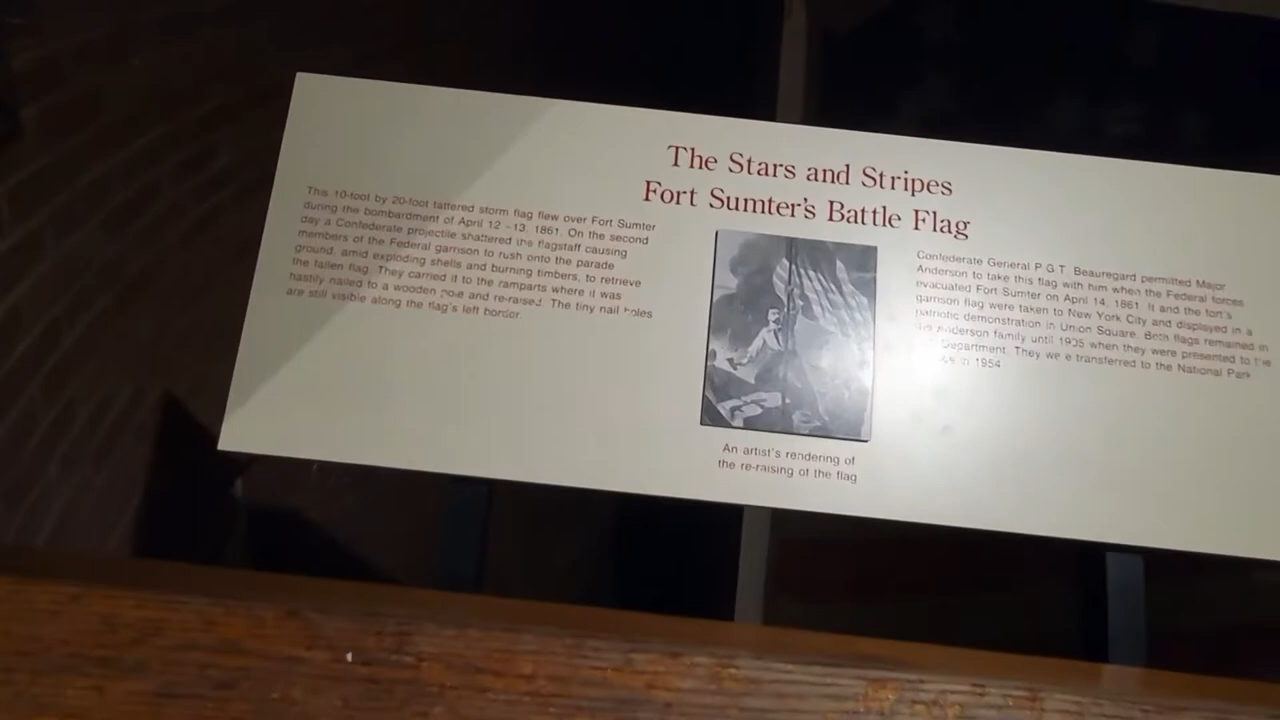 The Stars and Stripes
Fort Sumter's Battle Flag
This 10-foot by 20-foot tattered storm flag flew over Fort Sumter
during the bombardment of April 12 -13, 1861. On the second
day a Confederate projectile shattered the flagstaff causing
members of the Federal garrison to rush onto the parade
ground, amid exploding shells and burning timbers, to retrieve
the fallen flag. They carried it to the ramparts where it was
hastily nailed to a wooden pole and re-raised. The tiny nail holes
are still visible along the flag's left border.
An artist's rendering of
the re-raising of the flag
Confederate General P G T Beauregard permitted Major
Anderson to take this flag with him when the Federal forces
evacuated Fort Sumter on April 14, 1861. It and the fort's
garrison flag were taken to New York City and displayed in a
patriotic demonstration in Union Square. Both flags remained in
the Anderson family until 1905 when they were presented to the
Department. They were transferred to the National Park
in 1954